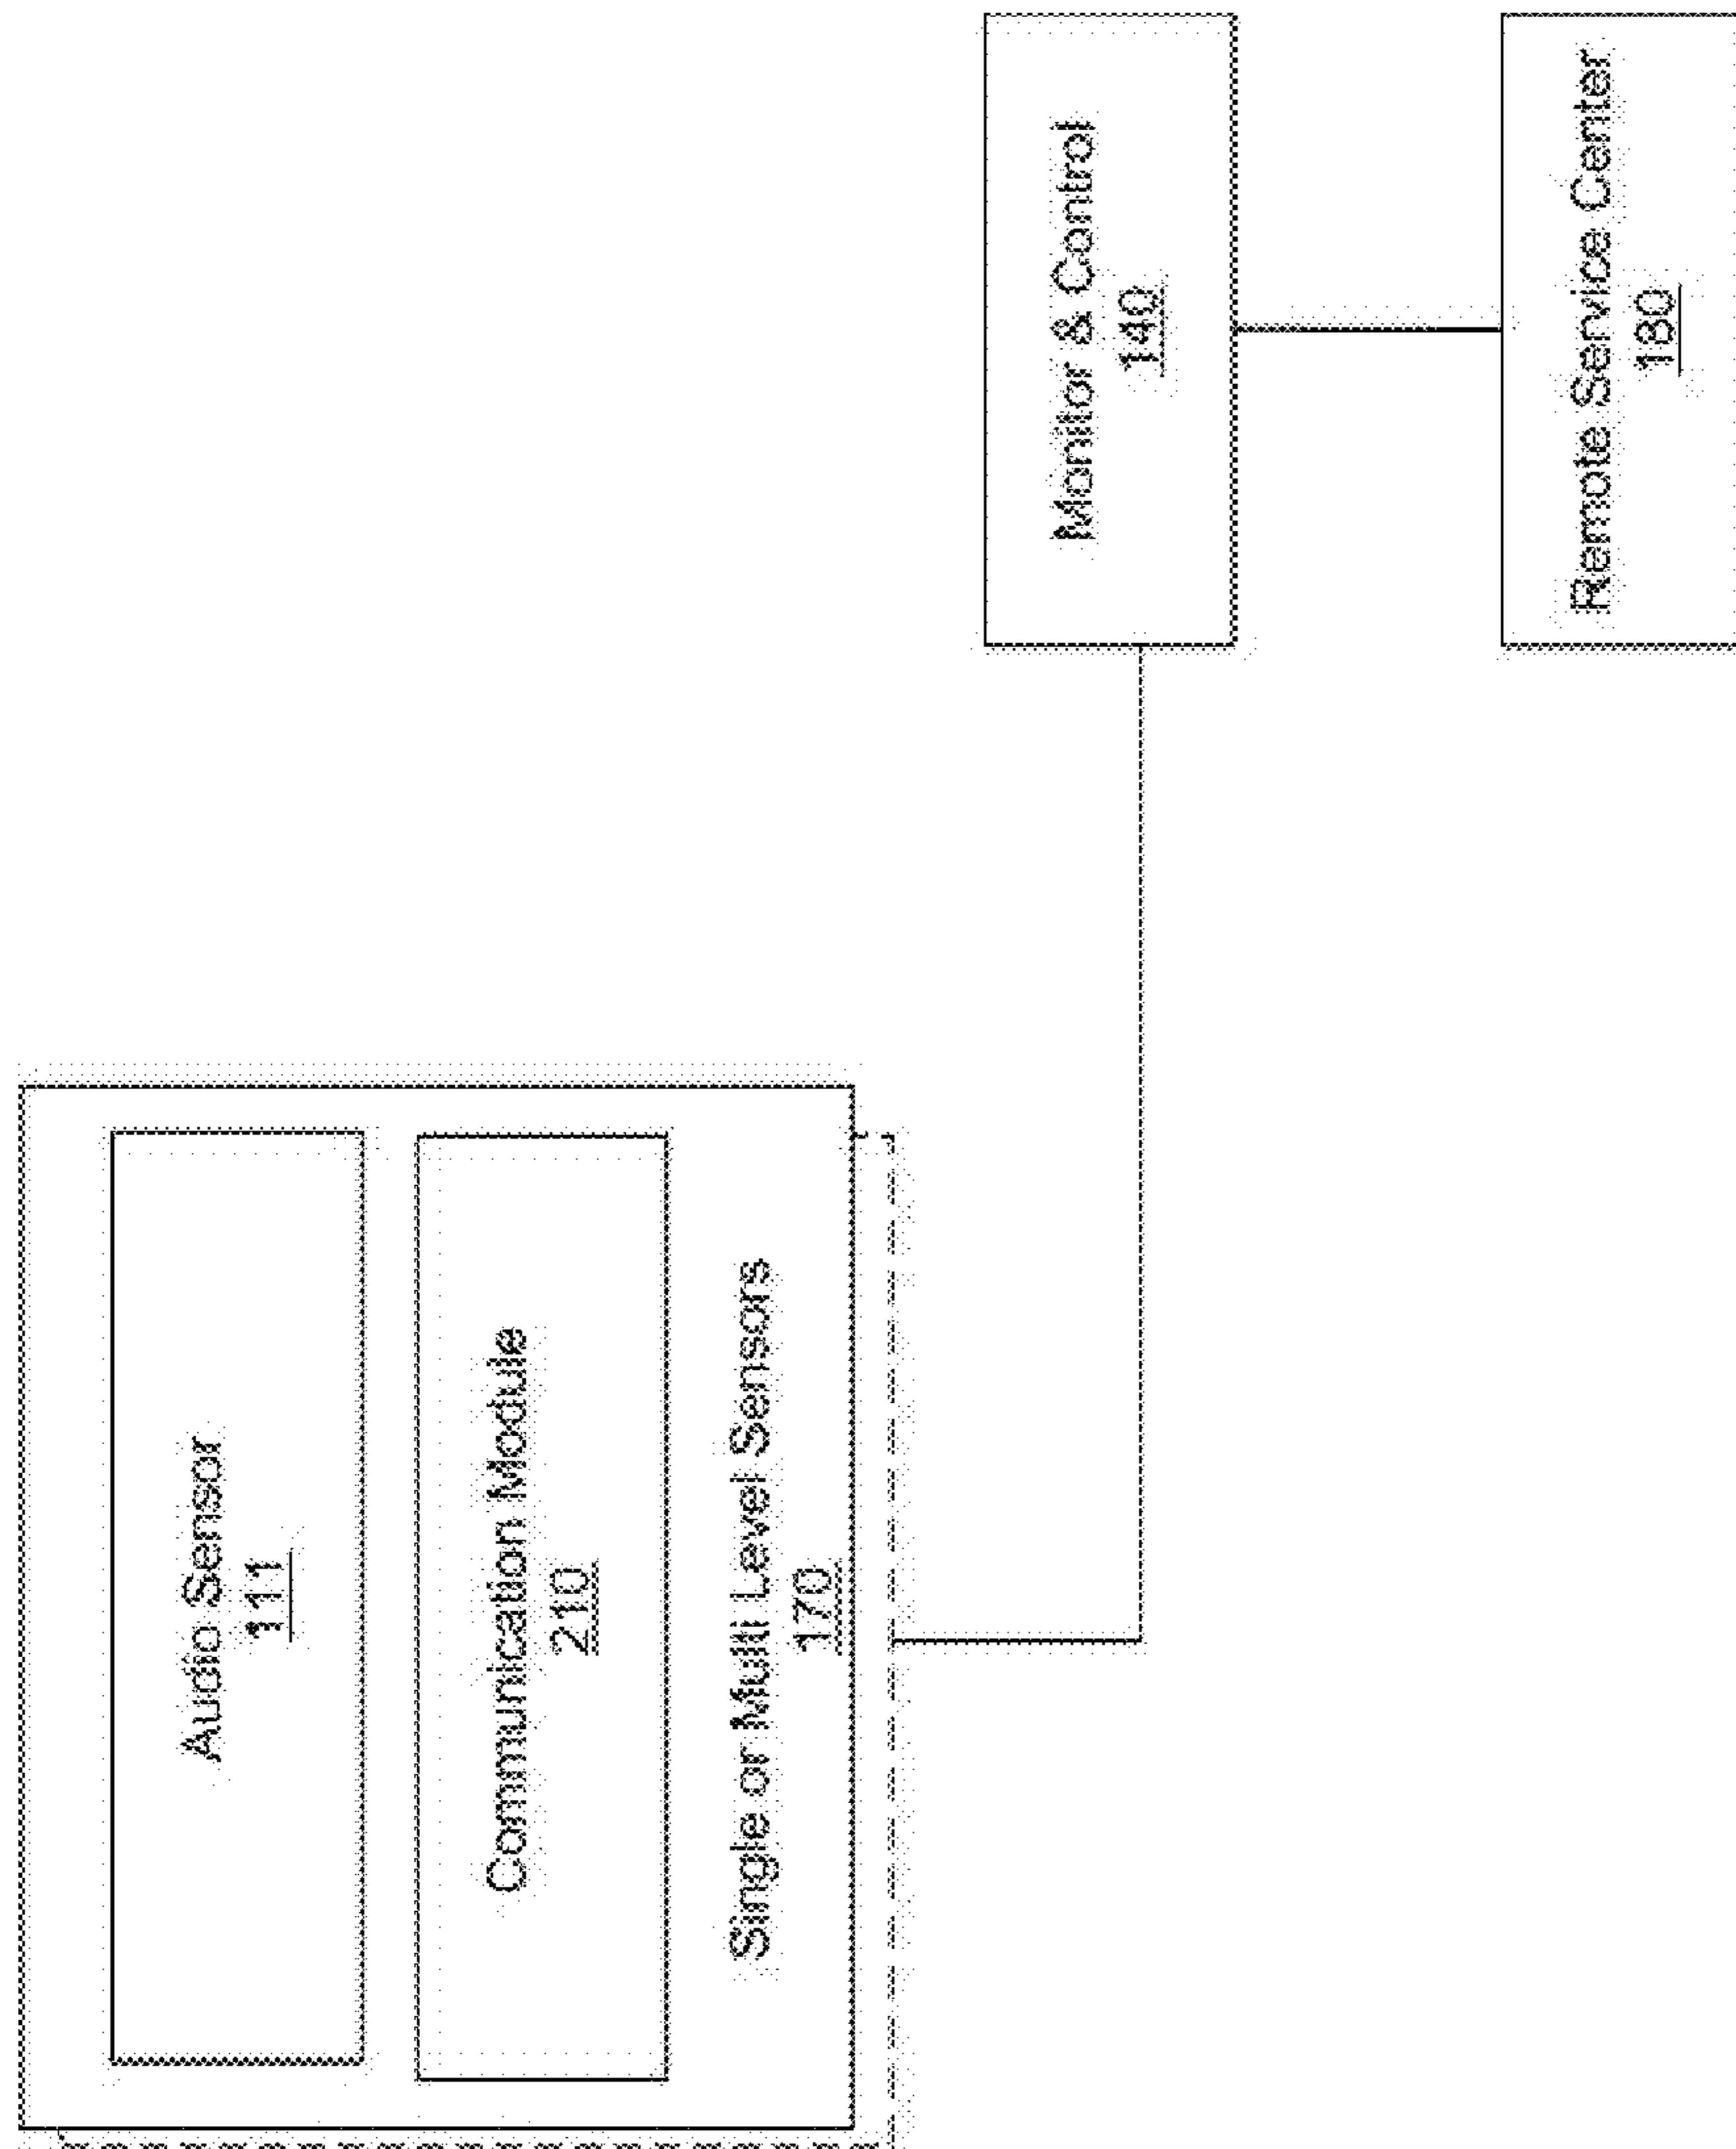 Audio Sensor
111
Communication Module
210
Single or Multi Level Sensors
170
Monitor & Control
140
Remote Service Center
180